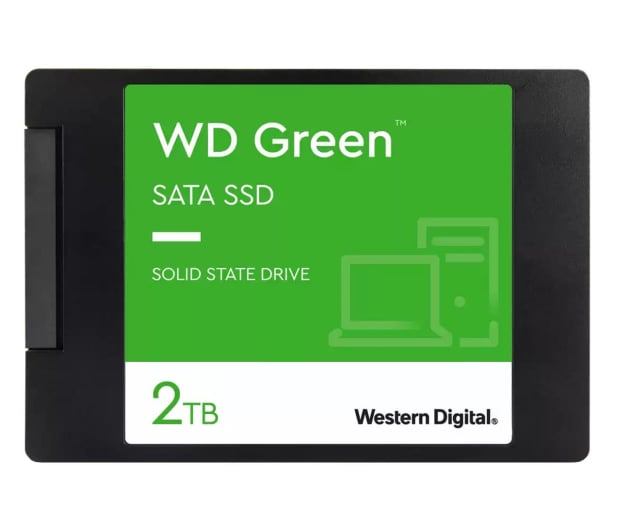 WD Green™
SATA SSD
SOLID STATE DRIVE
2TB
Western Digital®